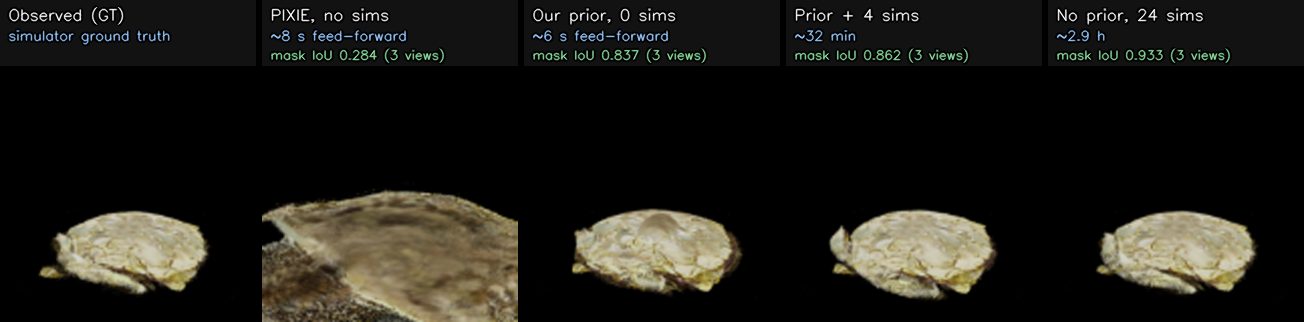 Observed (GT)
simulator ground truth
PIXIE, no sims
~8 s feed-forward
mask IoU 0.284 (3 views)
Our prior, 0 sims
~6 s feed-forward
mask IoU 0.837 (3 views)
Prior + 4 sims
~32 min
mask IoU 0.862 (3 views)
No prior, 24 sims
~2.9 h
mask IoU 0.933 (3 views)